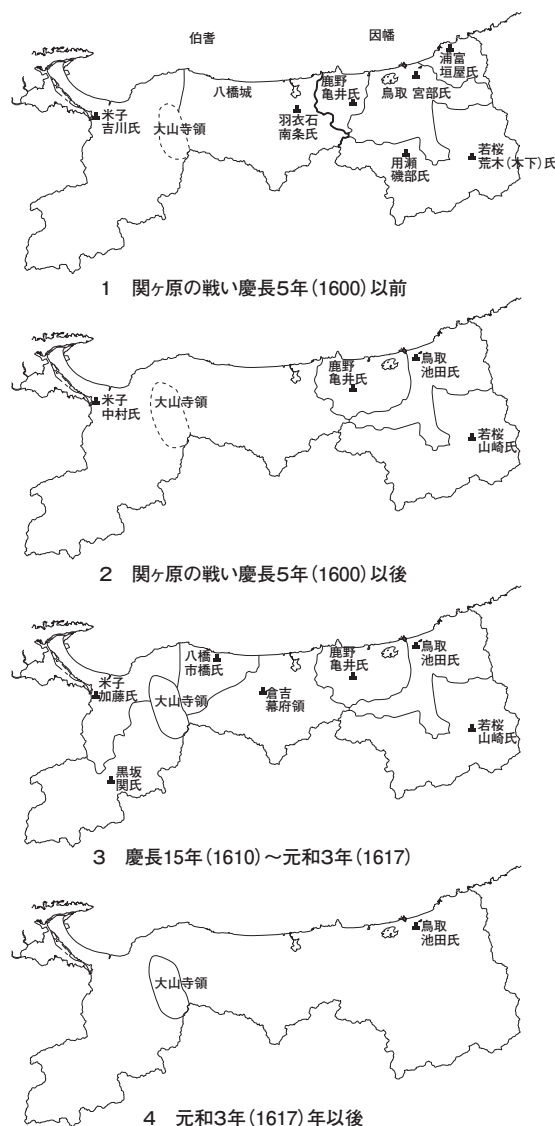 伯耆
因幡
浦富
垣屋氏
鹿野
亀井氏
鳥取 宮部氏
八橋城
米子
吉川氏
大山寺領
羽衣石
南条氏
用瀬
磯部氏
若桜
荒木(木下)氏
1 関ヶ原の戦い慶長5年(1600)以前
鹿野
亀井氏
鳥取
池田氏
米子
中村氏
大山寺領
若桜
山崎氏
2 関ヶ原の戦い慶長5年(1600)以後
八橋
市橋氏
鹿野
亀井氏
鳥取
池田氏
米子
加藤氏
大山寺領
倉吉
幕府領
若桜
山崎氏
黒坂
関氏
3 慶長15年(1610)～元和3年(1617)
鳥取
池田氏
大山寺領
4 元和3年(1617)年以後